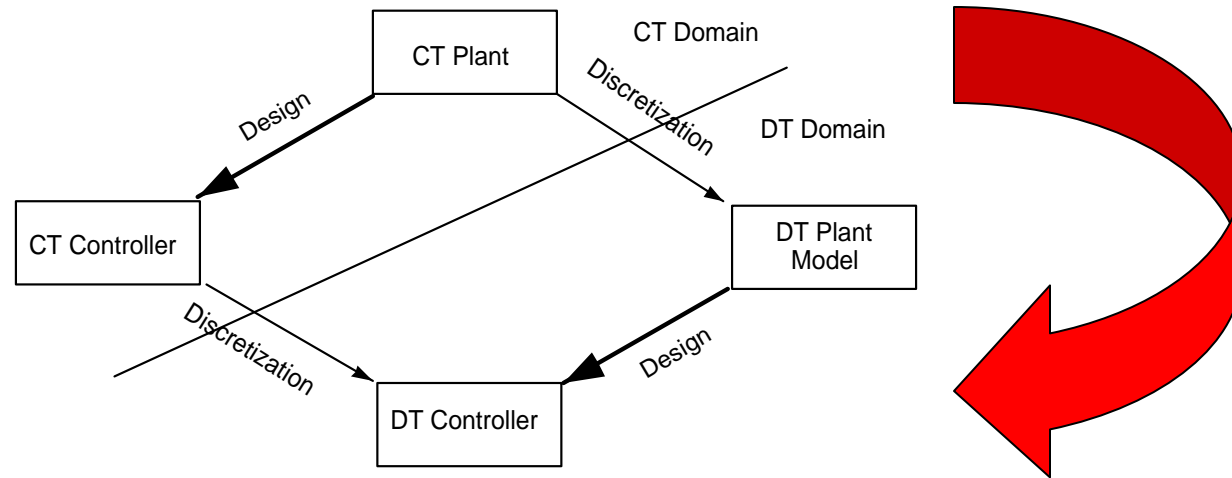 CT Plant
CT Domain
Design
Discretization
DT Domain
CT Controller
DT Plant
Model
Discretization
Design
DT Controller